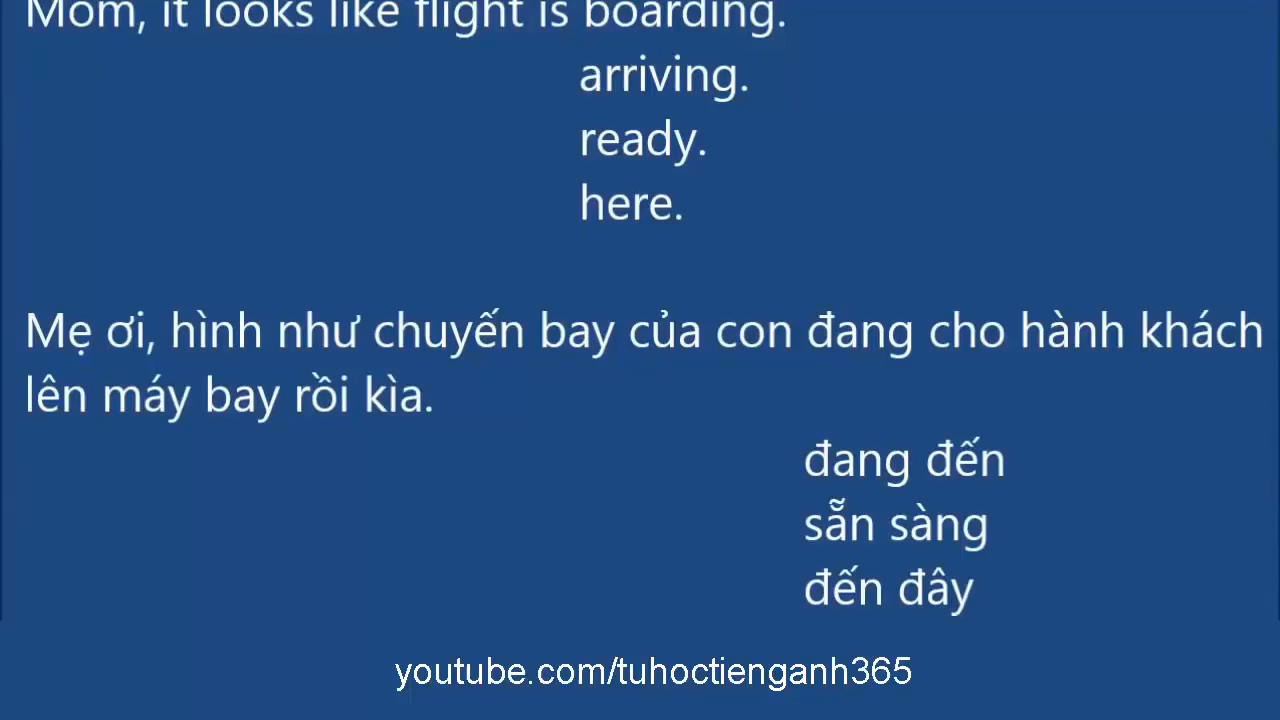 Mom, it looks like flight is boarding.
arriving.
ready.
here.
Mẹ ơi, hình như chuyến bay của con đang cho hành khách
lên máy bay rồi kìa.
đang đến
sẵn sàng
đến đây
youtube.com/tuhoctienganh365